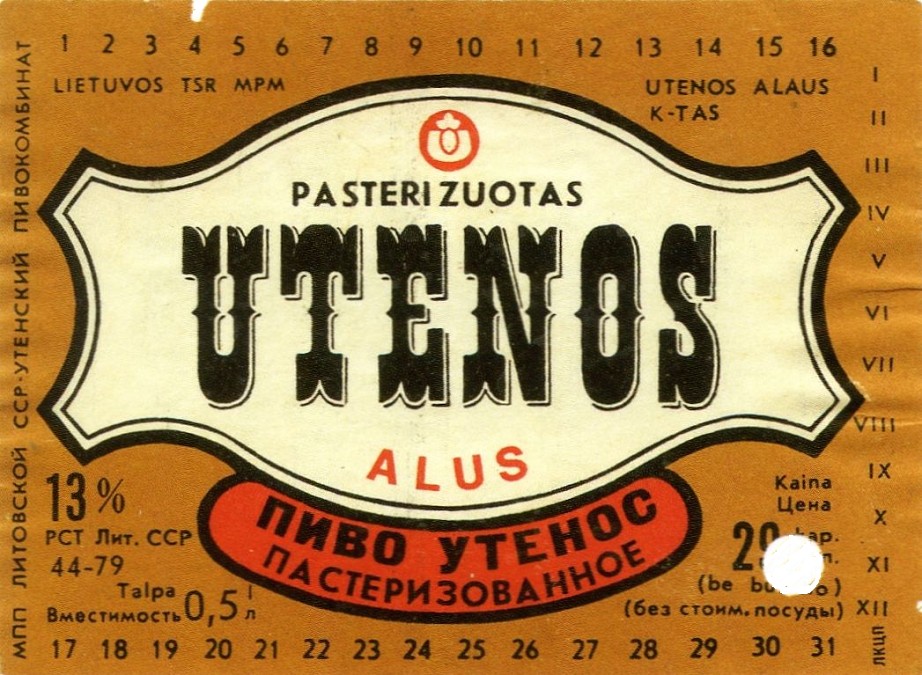 1 2 3 4 5 6 7 8 9 10 11 12 13 14 15 16
LIETUVOS TSR MPM
UTENOS ALAUS
K-TAS
PASTERIZUOTAS
UTENOS
ALUS
ПИВО УТЕНОС
ПАСТЕРИЗОВАННОЕ
13%
РСТ Лит. ССР
44-79
Talpa
Вместимость 0,5 l
л
Kaina
Цена
(be
(без стоим. посуды)
17 18 19 20 21 22 23 24 25 26 27 28 29 30 31
МПП ЛИТОВСКОЙ ССР-УТЕНСКИЙ ПИВОКОМБИНАТ
I
II
III
IV
V
VI
VII
VIII
IX
X
XI
XII
ЛКЦП